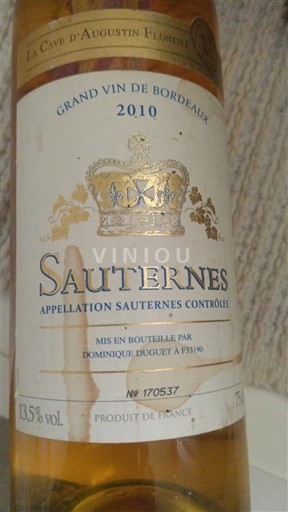 LA CAVE D'AUGUSTIN FLORENT
GRAND VIN DE BORDEAUX
2010
VINIOU
SAUTERNES
APPELLATION SAUTERNES CONTRÔLÉE
MIS EN BOUTEILLE PAR
DOMINIQUE DUGUET À F33190
No 170537
13,5% vol.
PRODUIT DE FRANCE